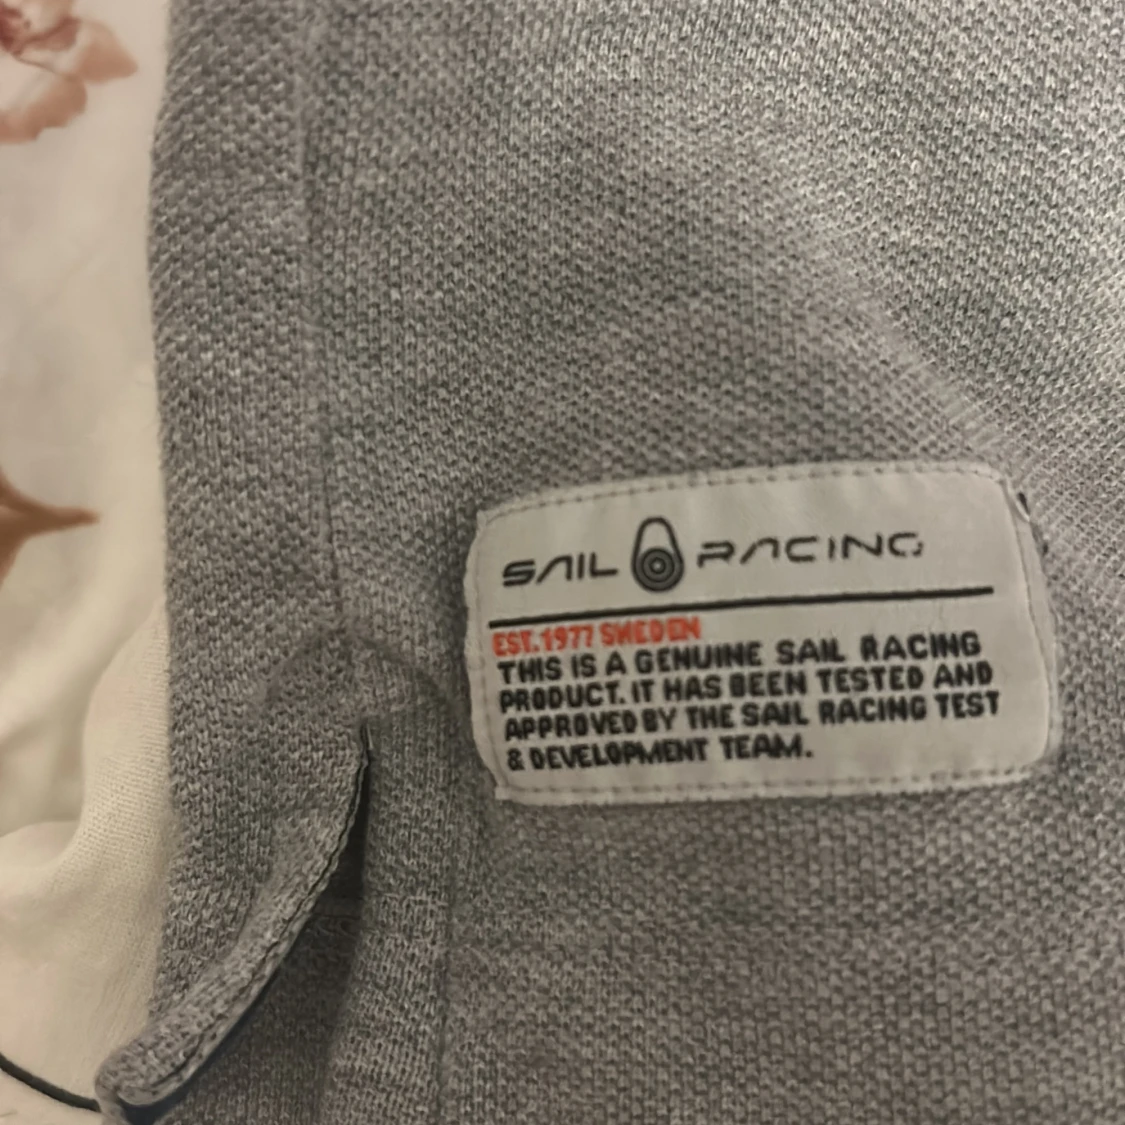 SAIL RACING
EST. 1977 SWEDEN
THIS IS A GENUINE SAIL RACING
PRODUCT. IT HAS BEEN TESTED AND
APPROVED BY THE SAIL RACING TEST
& DEVELOPMENT TEAM.